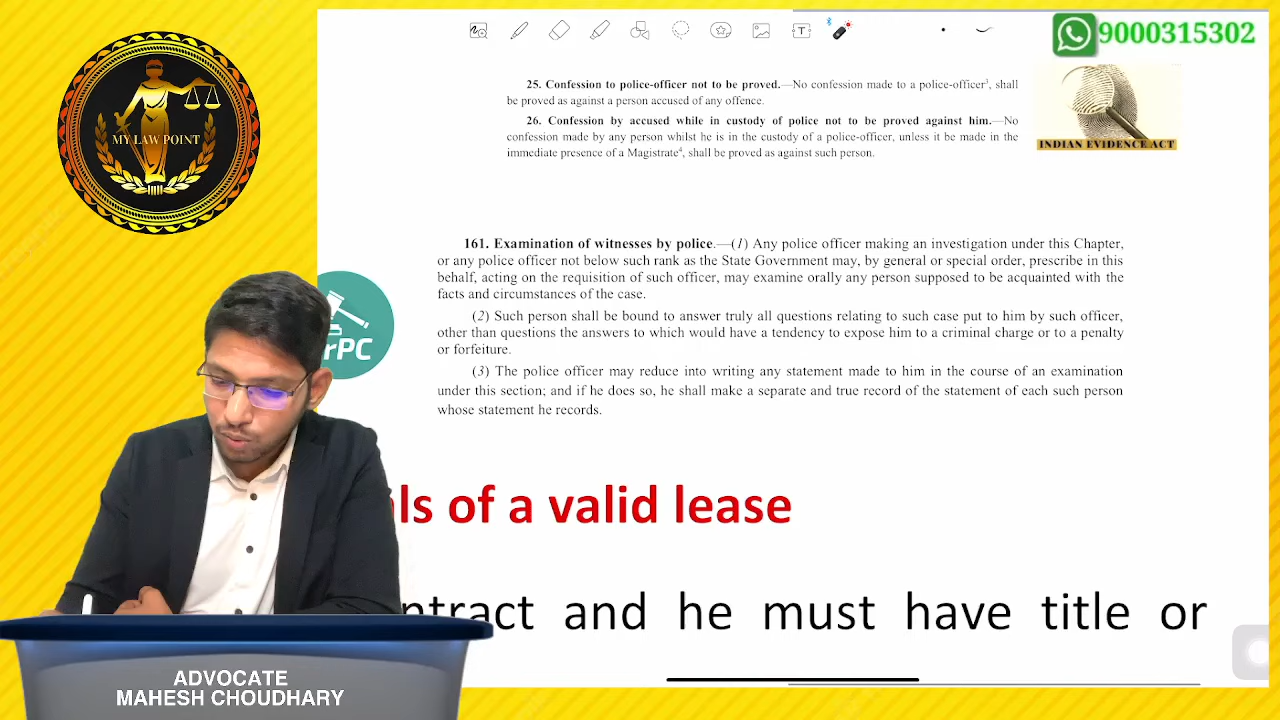 9000315302
MY LAW POINT
25. Confession to police-officer not to be proved.—No confession made to a police-officer³, shall
be proved as against a person accused of any offence.
26. Confession by accused while in custody of police not to be proved against him.—No
confession made by any person whilst he is in the custody of a police-officer, unless it be made in the
immediate presence of a Magistrate⁴, shall be proved as against such person.
INDIAN EVIDENCE ACT
161. Examination of witnesses by police.—(1) Any police officer making an investigation under this Chapter,
or any police officer not below such rank as the State Government may, by general or special order, prescribe in this
behalf, acting on the requisition of such officer, may examine orally any person supposed to be acquainted with the
facts and circumstances of the case.
(2) Such person shall be bound to answer truly all questions relating to such case put to him by such officer,
other than questions the answers to which would have a tendency to expose him to a criminal charge or to a penalty
or forfeiture.
(3) The police officer may reduce into writing any statement made to him in the course of an examination
under this section; and if he does so, he shall make a separate and true record of the statement of each such person
whose statement he records.
rPC
ls of a valid lease
ntract and he must have title or
ADVOCATE
MAHESH CHOUDHARY